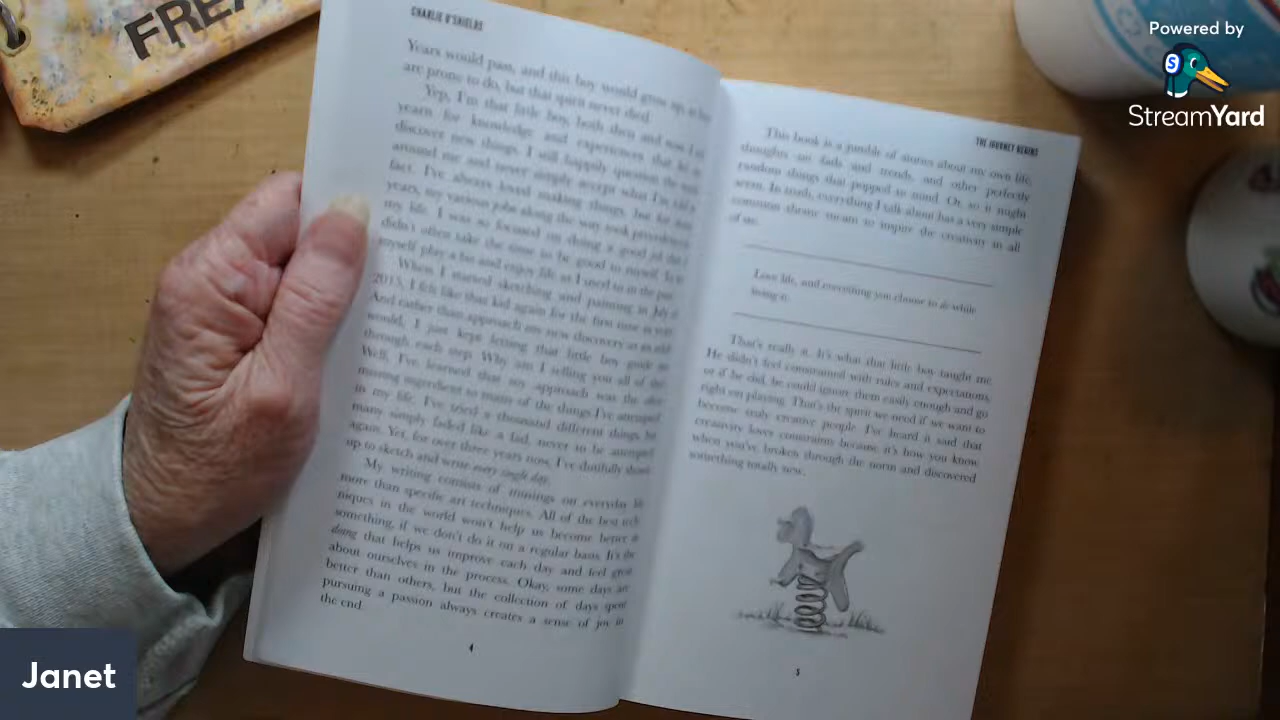 FREA
Powered by
StreamYard
CHARLIE O'SHIELDS
Years would pass, and this boy would grow up, as
are prone to do, but that spirit never died.
Yep, I'm that little boy, both then and now. I
yearn for knowledge and experiences that let
discover new things. I still happily question the
around me and never simply accept what I'm told
fact. I've always loved making things, but for
years, my various jobs along the way took
my life. I was so focused on doing a good job that I
didn't often take the time to be good to myself. To
myself play a bit and enjoy life as I used to in the past.
When I started sketching and painting in July
2015, I felt like that kid again for the first time in
And rather than approach my new discovery as an adult
would, I just kept letting that little boy guide
through each step. Why am I telling you all of this?
Well, I've learned that my approach was the
missing ingredient to many of the things I've attempted
in my life. I've tried a thousand different things, but
many simply faded like a fad, never to be attempted
again. Yet, for over three years now, I've dutifully
up to sketch and write every single day.
My writing consists of musings on everyday life
more than specific art techniques. All of the best tech-
niques in the world won't help us become better at
something, if we don't do it on a regular basis. It's the
doing that helps us improve each day and feel great
about ourselves in the process. Okay, some days are
better than others, but the collection of days spent
pursuing a passion always creates a sense of joy in
the end.
4
THE JOURNEY BEGINS
This book is a jumble of stories about my own life,
thoughts on fads and trends, and other perfectly
random things that popped to mind. Or, so it might
seem. In truth, everything I talk about has a very simple
common theme meant to inspire the creativity in all
of us:
Love life, and everything you choose to do while
living it.
That's really it. It's what that little boy taught me.
He didn't feel constrained with rules and expectations,
or if he did, he could ignore them easily enough and go
right on playing. That's the spirit we need if we want to
become truly creative people. I've heard it said that
creativity loves constraints because it's how you know
when you've broken through the norm and discovered
something totally new.
5
Janet